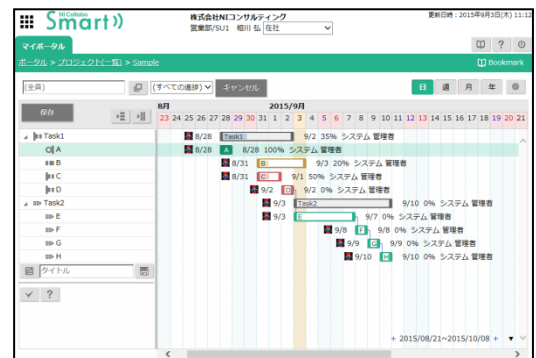 NI Collabo
Smart
株式会社NIコンサルティング
営業部/SU1 相川 弘 在社
更新日時：2015年9月3日(木) 11:12
マイポータル
ポータル > プロジェクト(一覧) > Sample
Bookmark
(全員) (すべての進捗) キャンセル 日 週 月 年
保存
8月 2015/9月
23 24 25 26 27 28 29 30 31 1 2 3 4 5 6 7 8 9 10 11 12 13 14 15 16 17 18 19 20 21
Task1 8/28 Task1 9/2 35% システム 管理者
A 8/28 A 8/28 100% システム 管理者
B 8/31 B 9/3 20% システム 管理者
C 8/31 C 9/1 50% システム 管理者
D 9/2 D 9/2 0% システム 管理者
Task2 9/3 Task2 9/10 0% システム 管理者
E 9/3 E 9/7 0% システム 管理者
F 9/8 F 9/8 0% システム 管理者
G 9/9 G 9/9 0% システム 管理者
H 9/10 H 9/10 0% システム 管理者
タイトル
+ 2015/08/21~2015/10/08 +